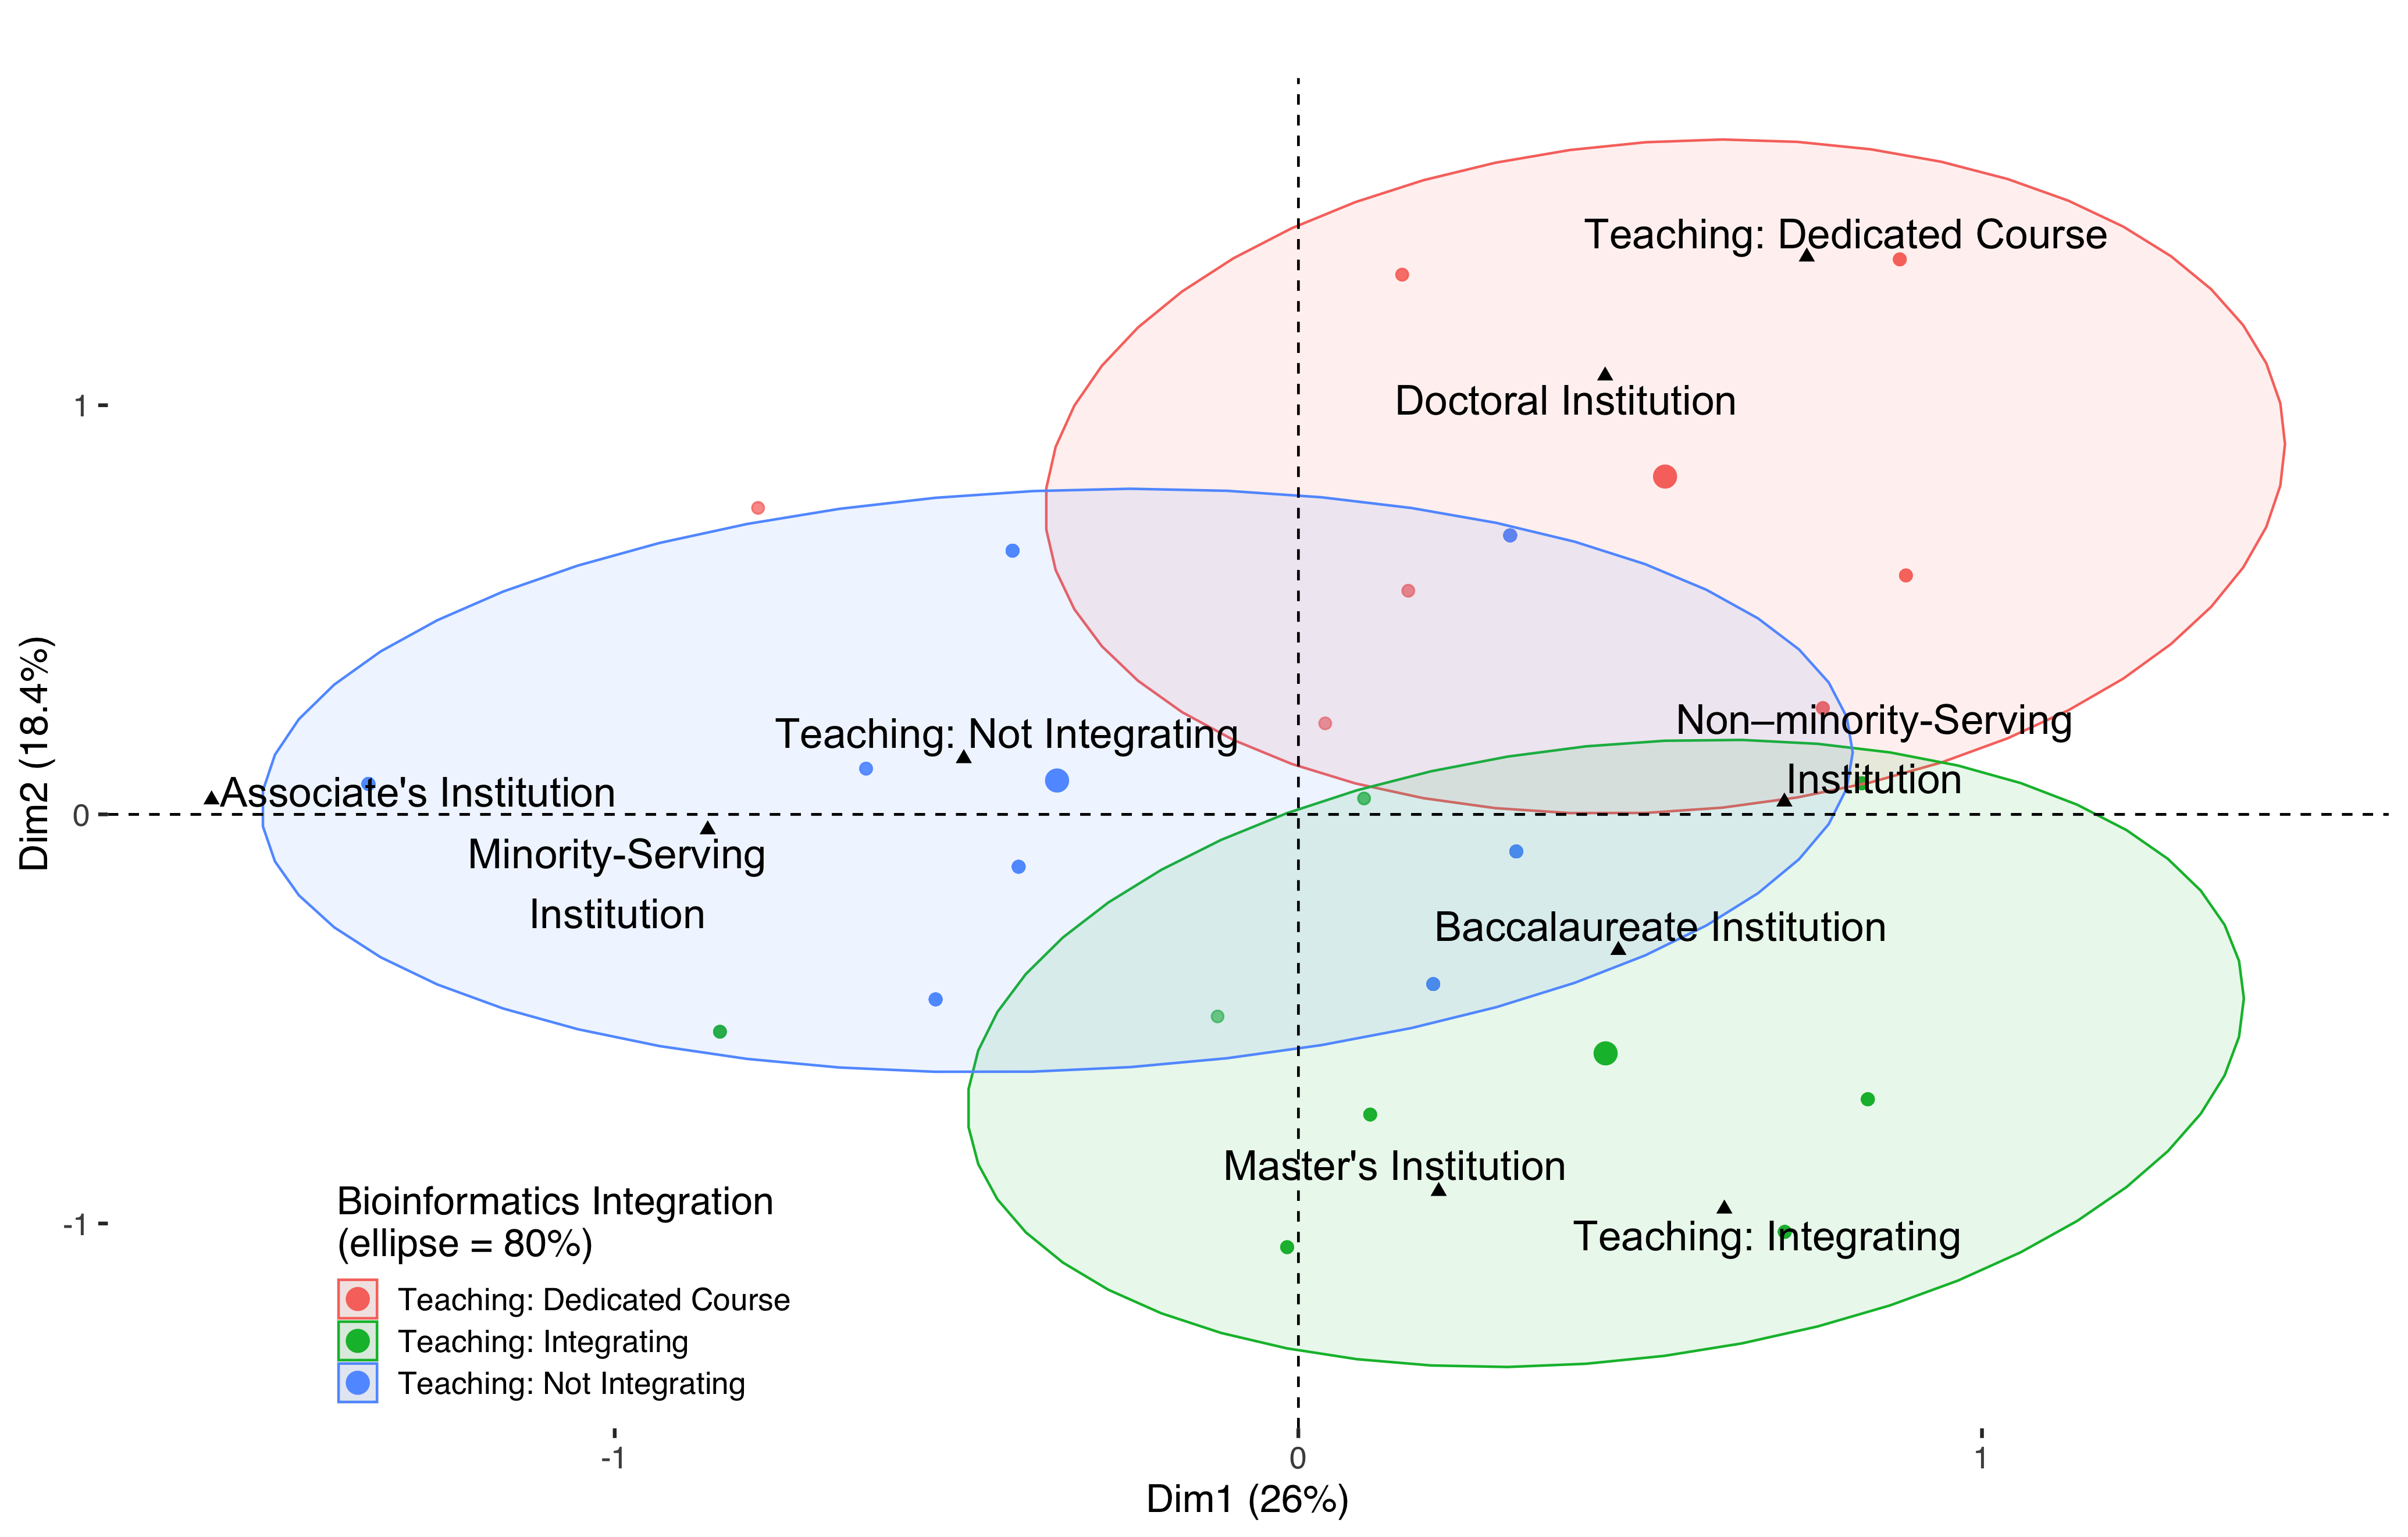 Teaching: Dedicated Course
1
Doctoral Institution
Dim2 (18.4%)
Teaching: Not Integrating
Non–minority-Serving
Institution
Associate's Institution
0
Minority-Serving
Institution
Baccalaureate Institution
Master's Institution
Teaching: Integrating
-1
Bioinformatics Integration
(ellipse = 80%)
Teaching: Dedicated Course
Teaching: Integrating
Teaching: Not Integrating
-1
0
1
Dim1 (26%)